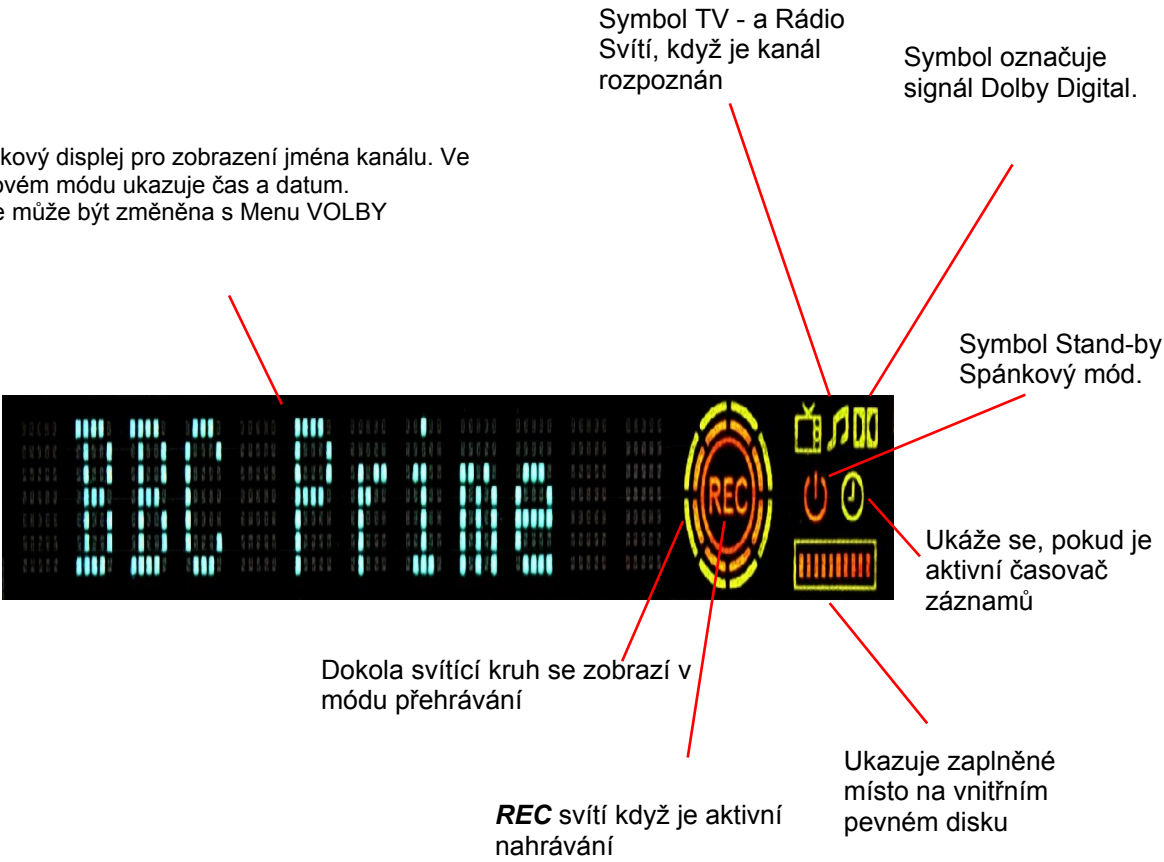 Symbol TV - a Rádio
Svítí, když je kanál
rozpoznán
Symbol označuje
signál Dolby Digital.
kový displej pro zobrazení jména kanálu. Ve
ovém módu ukazuje čas a datum.
e může být změněna s Menu VOLBY
Symbol Stand-by
Spánkový mód.
BBC Prime
REC
Ukáže se, pokud je
aktivní časovač
záznamů
Dokola svítící kruh se zobrazí v
módu přehrávání
Ukazuje zaplněné
místo na vnitřním
pevném disku
REC svítí když je aktivní
nahrávání